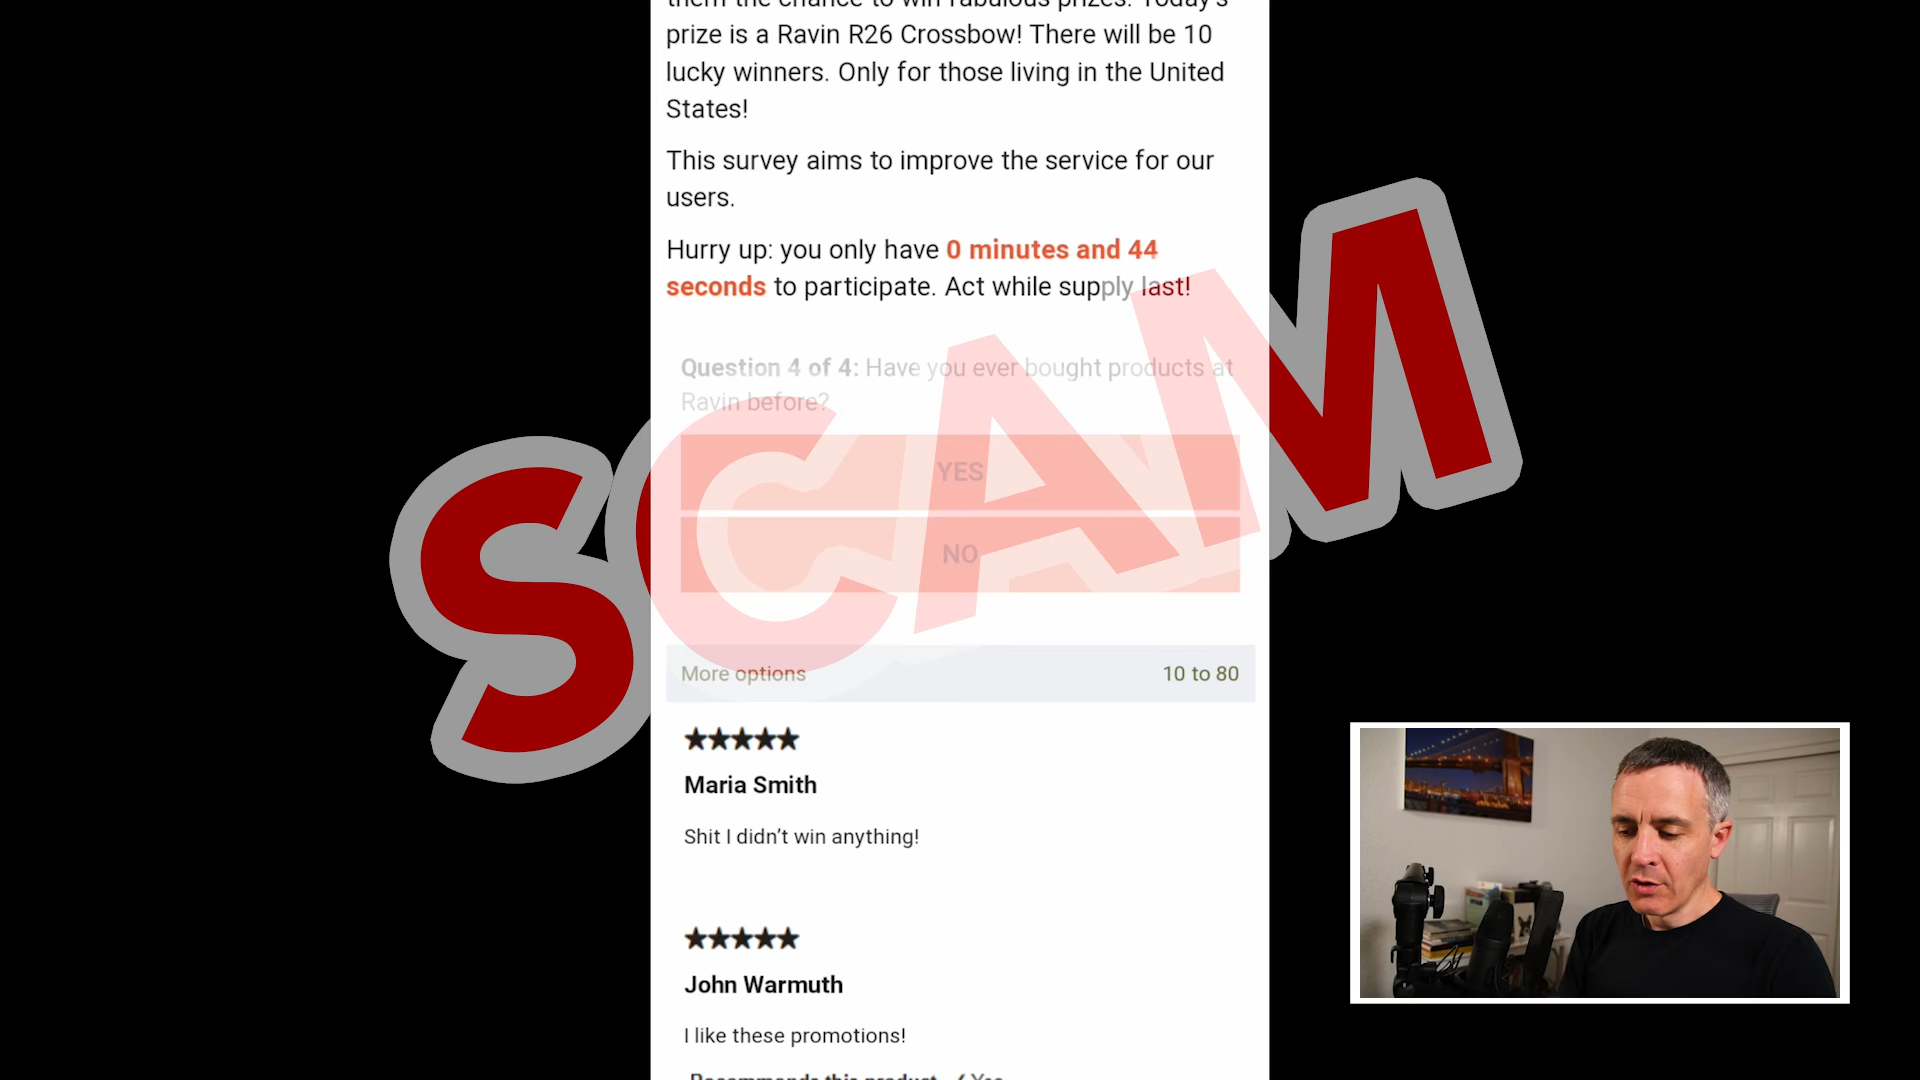 prize is a Ravin R26 Crossbow! There will be 10
lucky winners. Only for those living in the United
States!
This survey aims to improve the service for our
users.
Hurry up: you only have 0 minutes and 44
seconds to participate. Act while supply last!
SCAM
Question 4 of 4: Have you ever bought products at
Ravin before?
YES
NO
More options 10 to 80
★★★★★
Maria Smith
Shit I didn’t win anything!
★★★★★
John Warmuth
I like these promotions!